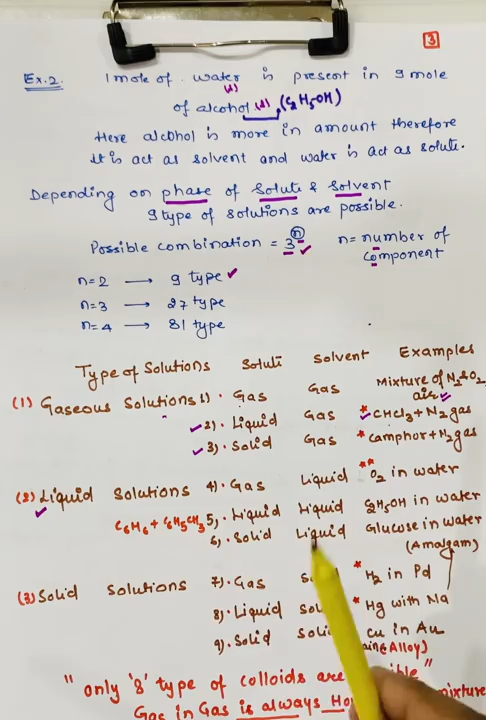 3
Ex.2. 1 mole of water is present in 9 mole
(l)
of alcohol (l) (C2H5OH)
Here alcohol is more in amount therefore
it is act as solvent and water is act as solute.
Depending on phase of Solute & Solvent
9 type of solutions are possible.
Possible combination = 3^n n = number of
component
n=2 → 9 type
n=3 → 27 type
n=4 → 81 type
Type of Solutions Solute Solvent Examples
(1) Gaseous Solutions 1). Gas Gas Mixture of N2 & O2
air
2). Liquid Gas * CHCl3 + N2 gas
3). Solid Gas * Camphor + N2 gas
(2) Liquid Solutions 4). Gas Liquid ** O2 in water
C6H6 + C6H5CH3 5). Liquid Liquid C2H5OH in water
6). Solid Liquid Glucose in water
(Amalgam)
(3) Solid Solutions 7). Gas * H2 in Pd
8). Liquid * Hg with Na
9). Solid Solid Cu in Au
(Alloy)
"only '8' type of colloids are
Gas in Gas is always mixture